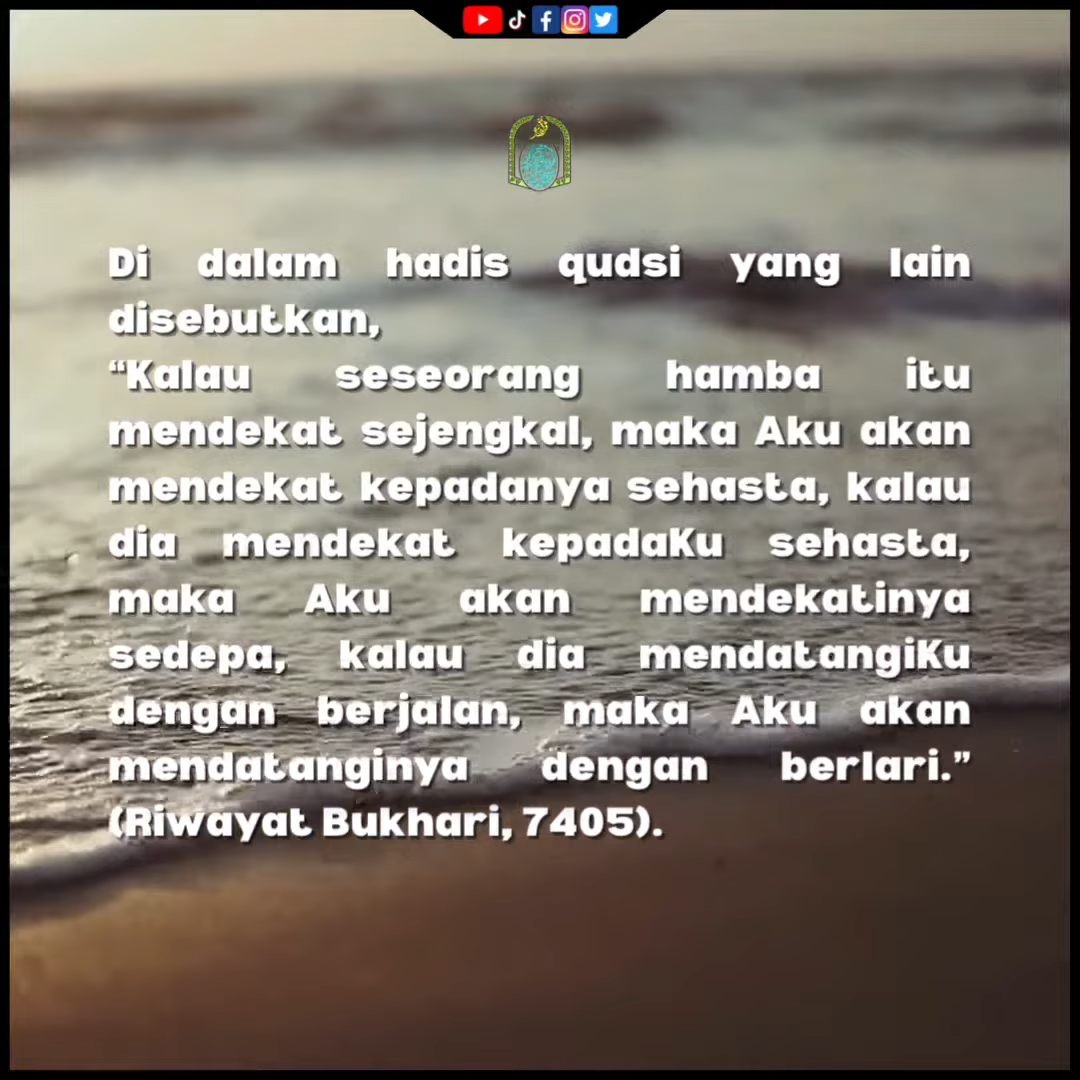 Di dalam hadis qudsi yang lain
disebutkan,
“Kalau seseorang hamba itu
mendekat sejengkal, maka Aku akan
mendekat kepadanya sehasta, kalau
dia mendekat kepadaKu sehasta,
maka Aku akan mendekatinya
sedepa, kalau dia mendatangiKu
dengan berjalan, maka Aku akan
mendatanginya dengan berlari.”
(Riwayat Bukhari, 7405).